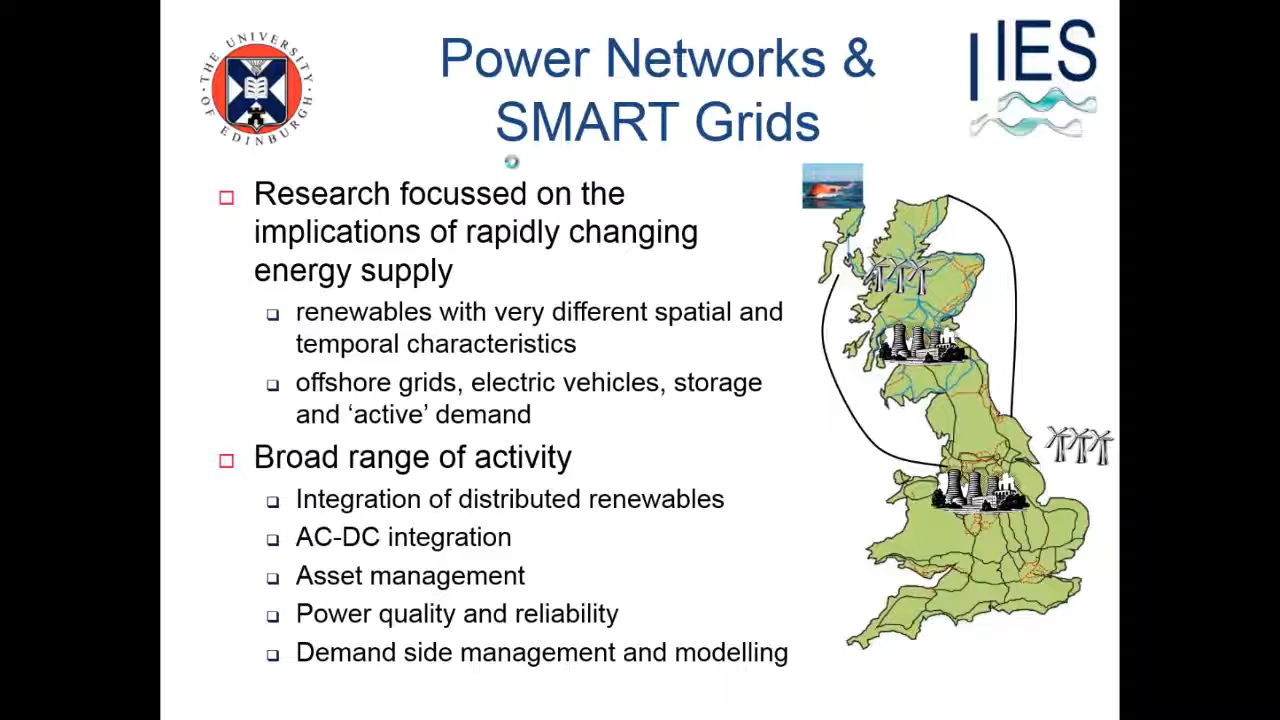 THE UNIVERSITY OF EDINBURGH
Power Networks &
SMART Grids
IES
Research focussed on the
implications of rapidly changing
energy supply
renewables with very different spatial and
temporal characteristics
offshore grids, electric vehicles, storage
and ‘active’ demand
Broad range of activity
Integration of distributed renewables
AC-DC integration
Asset management
Power quality and reliability
Demand side management and modelling